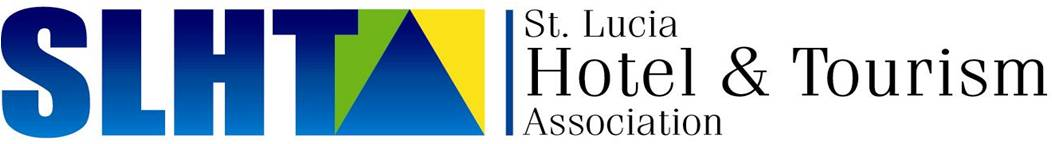 SLHTA
St. Lucia
Hotel & Tourism
Association